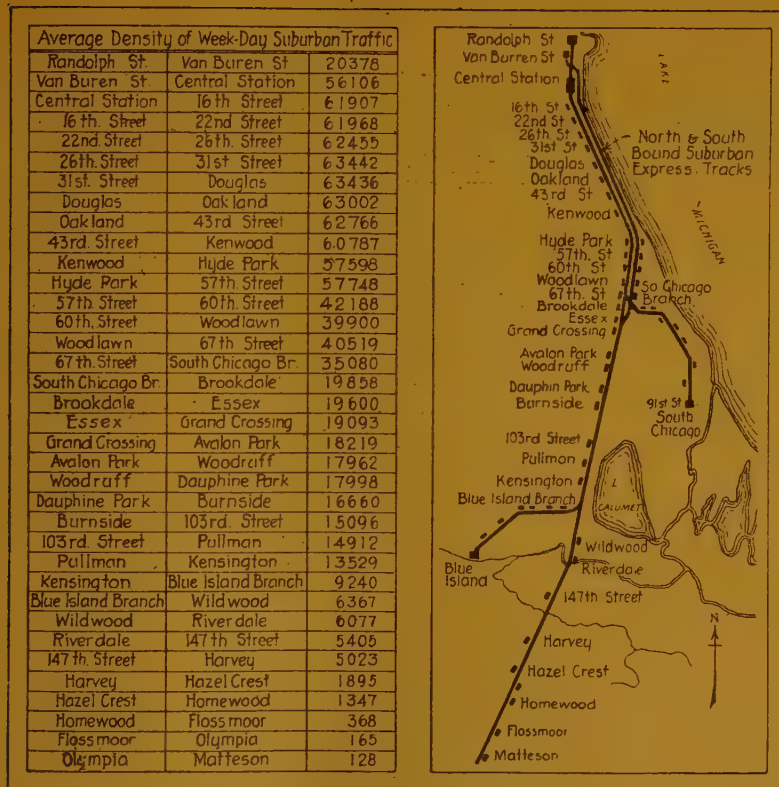 Average Density of Week-Day Suburban Traffic
Randolph St. Van Buren St 20378
Van Buren St. Central Station 56106
Central Station 16th Street 61907
16th. Street 22nd Street 61968
22nd. Street 26th. Street 62455
26th. Street 31st Street 63442
31st. Street Douglas 63436
Douglas Oakland 63002
Oakland 43rd Street 62766
43rd. Street Kenwood 60787
Kenwood Hyde Park 57598
Hyde Park 57th. Street 57748
57th. Street 60th. Street 42188
60th. Street Woodlawn 39900
Woodlawn 67th Street 40519
67th. Street South Chicago Br. 35080
South Chicago Br. Brookdale 19858
Brookdale Essex 19600
Essex Grand Crossing 19093
Grand Crossing Avalon Park 18219
Avalon Park Woodruff 17962
Woodruff Dauphine Park 17998
Dauphine Park Burnside 16660
Burnside 103rd. Street 15096
103rd. Street Pullman 14912
Pullman Kensington 13529
Kensington Blue Island Branch 9240
Blue Island Branch Wildwood 6367
Wildwood Riverdale 6077
Riverdale 147th Street 5405
147th. Street Harvey 5023
Harvey Hazel Crest 1895
Hazel Crest Homewood 1347
Homewood Flossmoor 368
Flossmoor Olympia 165
Olympia Matteson 128
Randolph St
Van Burren St
Central Station
LAKE
16th St
22nd St
26th St
31st St
Douglas
Oakland
43rd St
Kenwood
North & South
Bound Suburban
Express Tracks
MICHIGAN
Hyde Park
57th. St
60th St
Woodlawn
67th. St
Brookdale
Essex
Grand Crossing
So Chicago
Branch
Avalon Park
Woodruff
Dauphin Park
Burnside
91st St
South
Chicago
103rd Street
Pullman
Kensington
Blue Island Branch
L
CALUMET
Wildwood
Riverdale
Blue
Island
147th Street
N
Harvey
Hazel Crest
Homewood
Flossmoor
Matteson